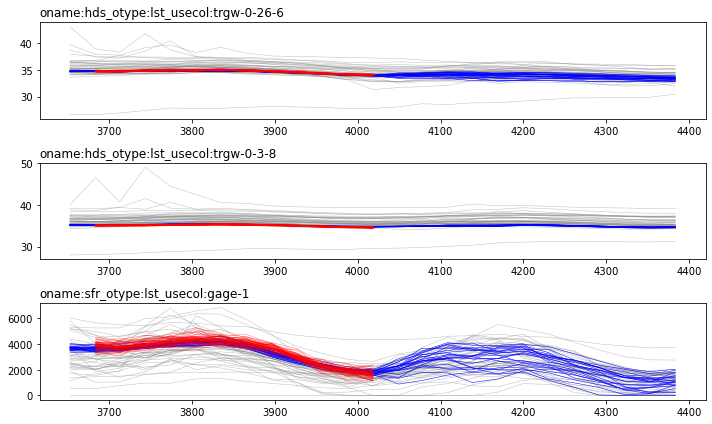 oname:hds_otype:lst_usecol:trgw-0-26-6
40
35
30
3700 3800 3900 4000 4100 4200 4300 4400
oname:hds_otype:lst_usecol:trgw-0-3-8
50
40
30
3700 3800 3900 4000 4100 4200 4300 4400
oname:sfr_otype:lst_usecol:gage-1
6000
4000
2000
0
3700 3800 3900 4000 4100 4200 4300 4400